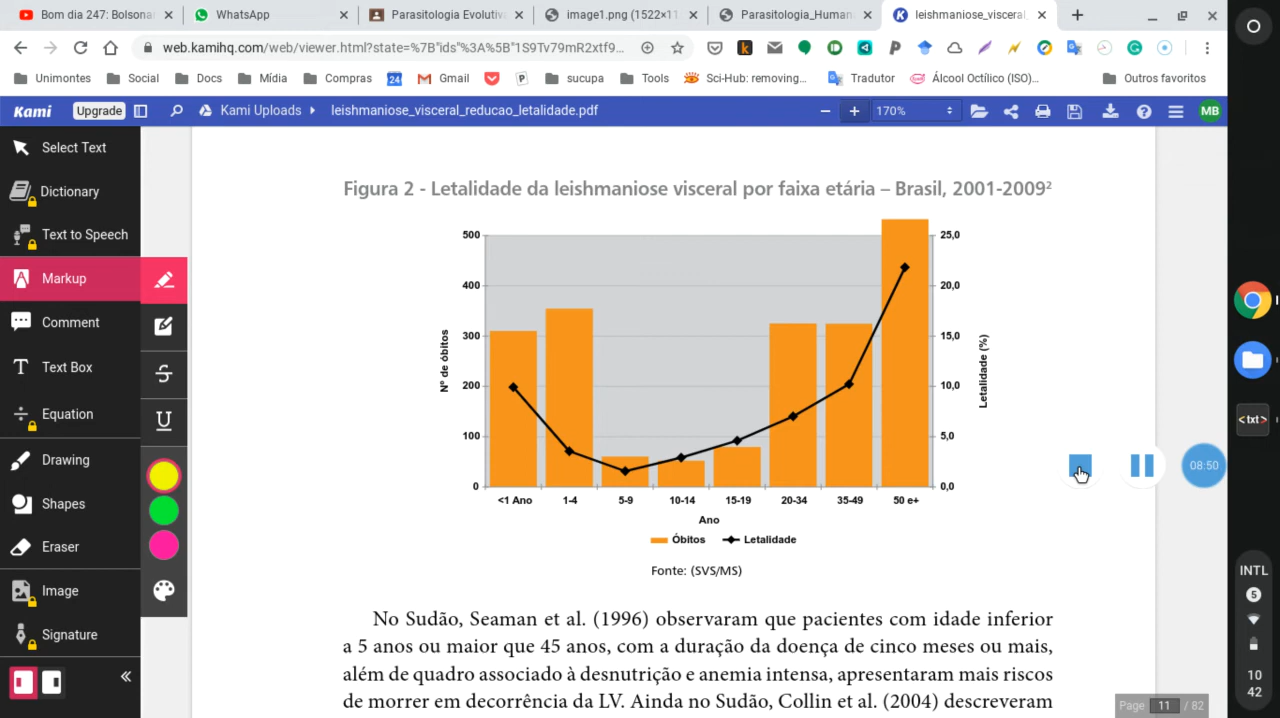 Bom dia 247: Bolsona
WhatsApp
Parasitologia Evolutiv
image1.png (1522×11
Parasitologia_Human
leishmaniose_visceral_
web.kamihq.com/web/viewer.html?state=%7B"ids"%3A%5B"1S9Tv79mR2xtf9...
Unimontes
Social
Docs
Mídia
Compras
24
Gmail
sucupa
Tools
Sci-Hub: removing...
Tradutor
Álcool Octílico (ISO)...
Outros favoritos
Kami
Upgrade
Kami Uploads
leishmaniose_visceral_reducao_letalidade.pdf
170%
MB
Select Text
Dictionary
Text to Speech
Markup
Comment
Text Box
Equation
Drawing
Shapes
Eraser
Image
Signature
Figura 2 - Letalidade da leishmaniose visceral por faixa etária – Brasil, 2001-2009²
500
400
300
200
100
0
Nº de óbitos
25,0
20,0
15,0
10,0
5,0
0,0
Letalidade (%)
<1 Ano 1-4 5-9 10-14 15-19 20-34 35-49 50 e+
Ano
Óbitos Letalidade
Fonte: (SVS/MS)
No Sudão, Seaman et al. (1996) observaram que pacientes com idade inferior
a 5 anos ou maior que 45 anos, com a duração da doença de cinco meses ou mais,
além de quadro associado à desnutrição e anemia intensa, apresentaram mais riscos
de morrer em decorrência da LV. Ainda no Sudão, Collin et al. (2004) descreveram
Page 11 / 82
08:50
<txt>
INTL
5
10
42